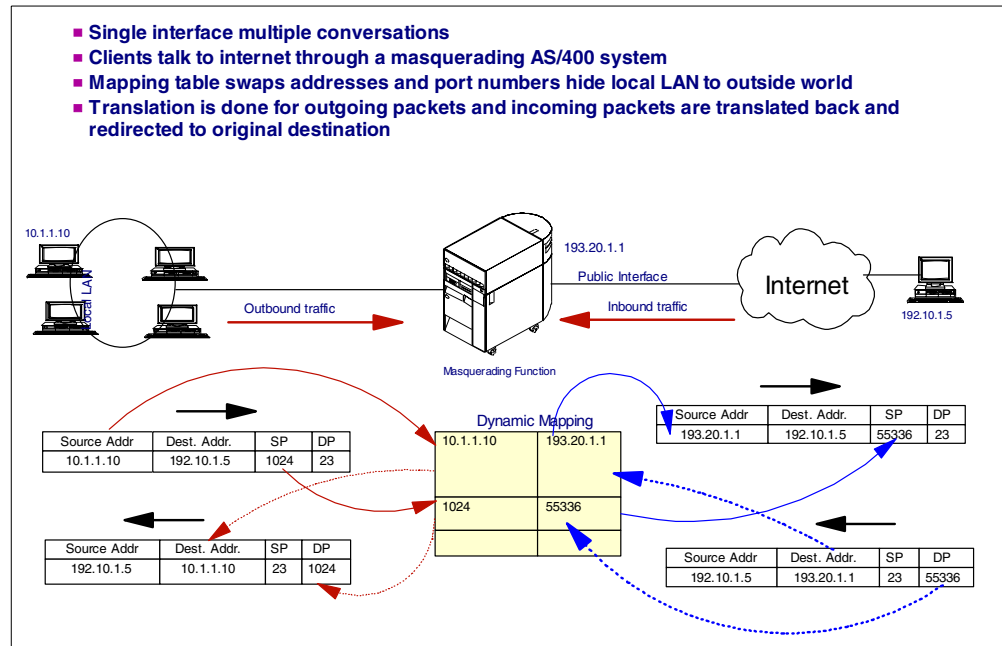 Single interface multiple conversations
Clients talk to internet through a masquerading AS/400 system
Mapping table swaps addresses and port numbers hide local LAN to outside world
Translation is done for outgoing packets and incoming packets are translated back and
redirected to original destination
10.1.1.10
Local LAN
Outbound traffic
193.20.1.1
Public Interface
Inbound traffic
Internet
192.10.1.5
Masquerading Function
Source Addr Dest. Addr. SP DP
10.1.1.10 192.10.1.5 1024 23
Source Addr Dest. Addr. SP DP
192.10.1.5 10.1.1.10 23 1024
Dynamic Mapping
10.1.1.10 193.20.1.1
1024 55336
Source Addr Dest. Addr. SP DP
193.20.1.1 192.10.1.5 55336 23
Source Addr Dest. Addr. SP DP
192.10.1.5 193.20.1.1 23 55336